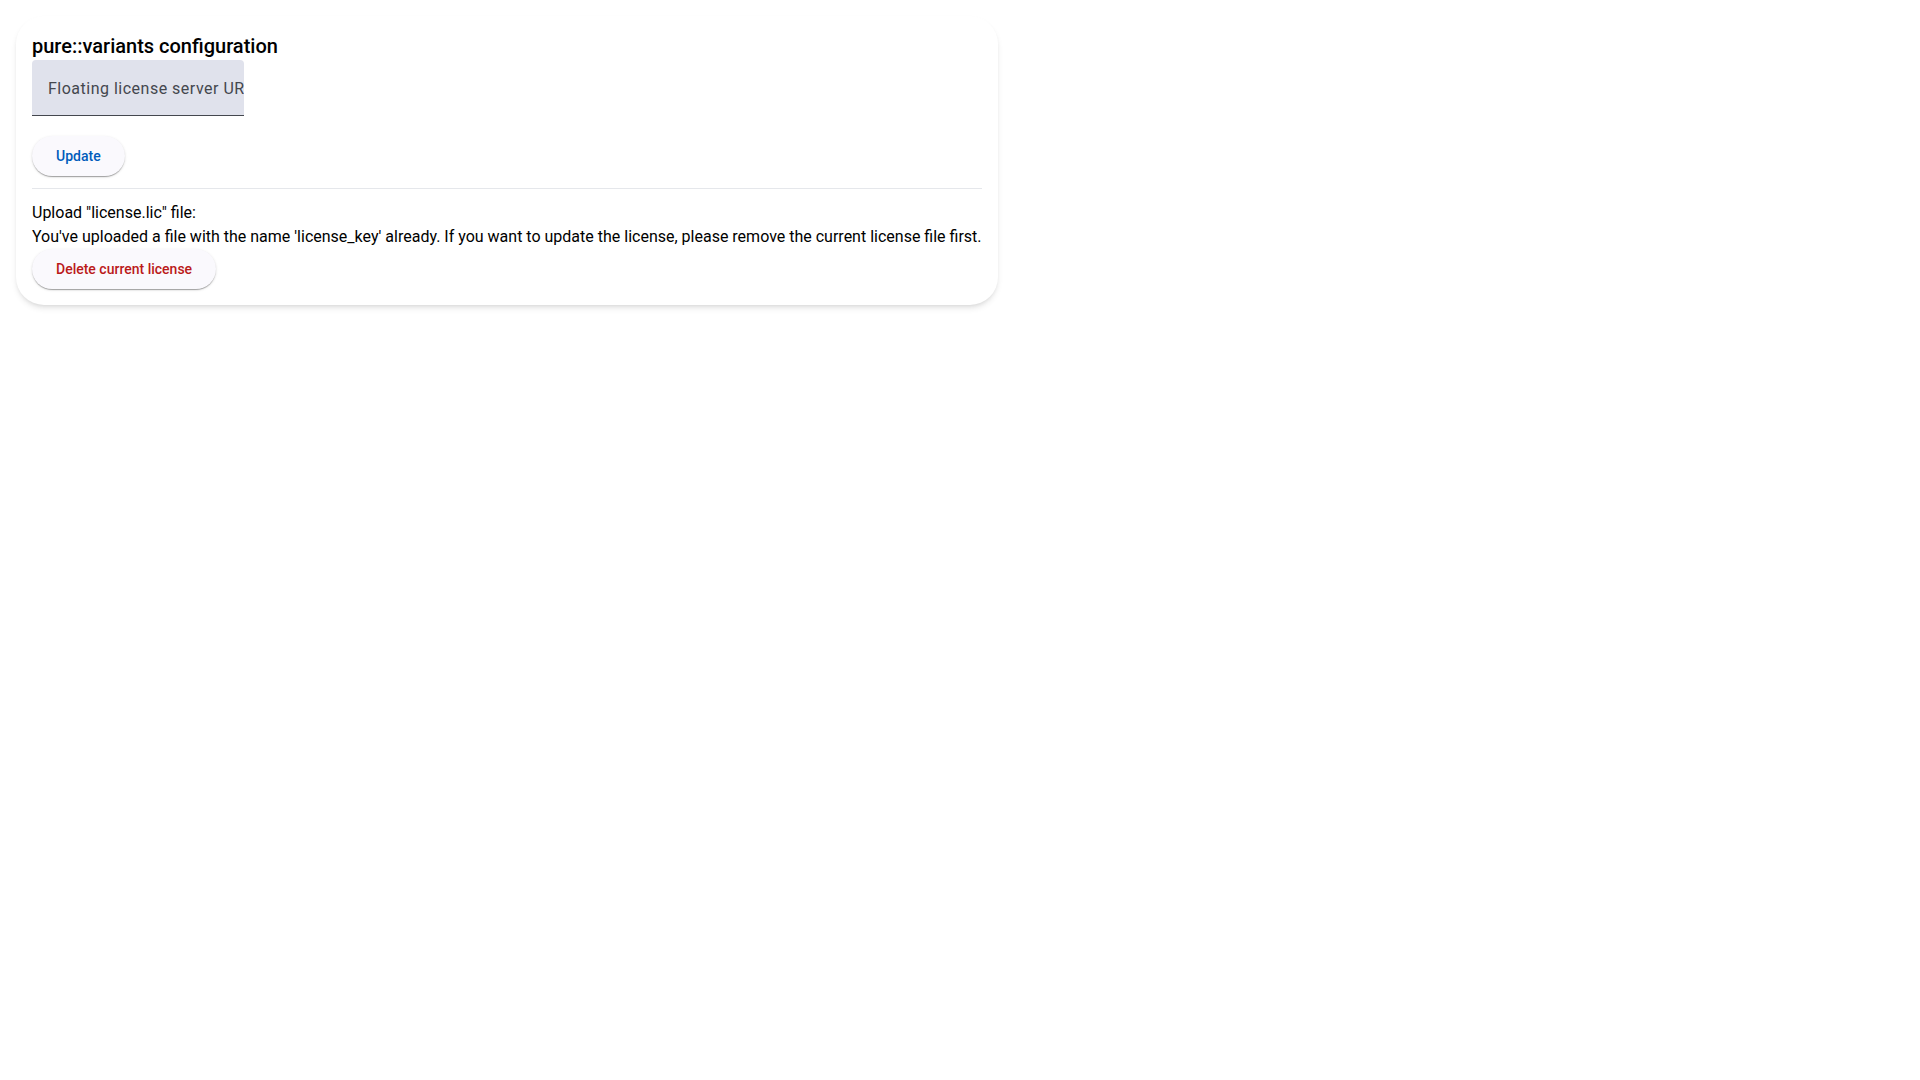 pure::variants configuration
Floating license server UR
Update
Upload "license.lic" file:
You've uploaded a file with the name 'license_key' already. If you want to update the license, please remove the current license file first.
Delete current license